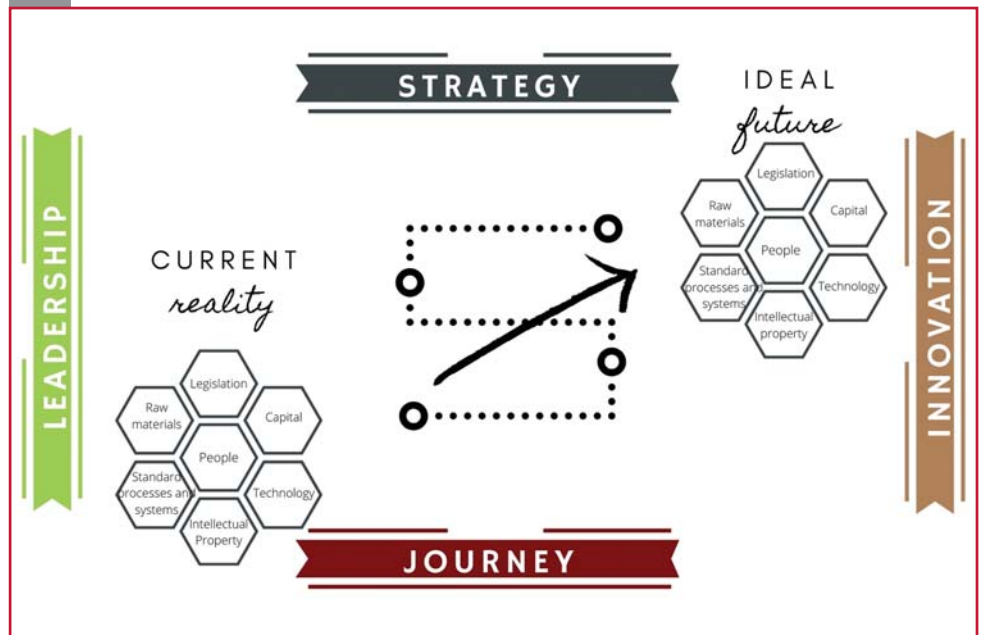 STRATEGY
IDEAL
future
Legislation
Raw
materials
Capital
People
Standard
processes and
systems
Technology
Intellectual
property
LEADERSHIP
INNOVATION
CURRENT
reality
Legislation
Raw
materials
Capital
People
Standard
processes and
systems
Technology
Intellectual
Property
JOURNEY